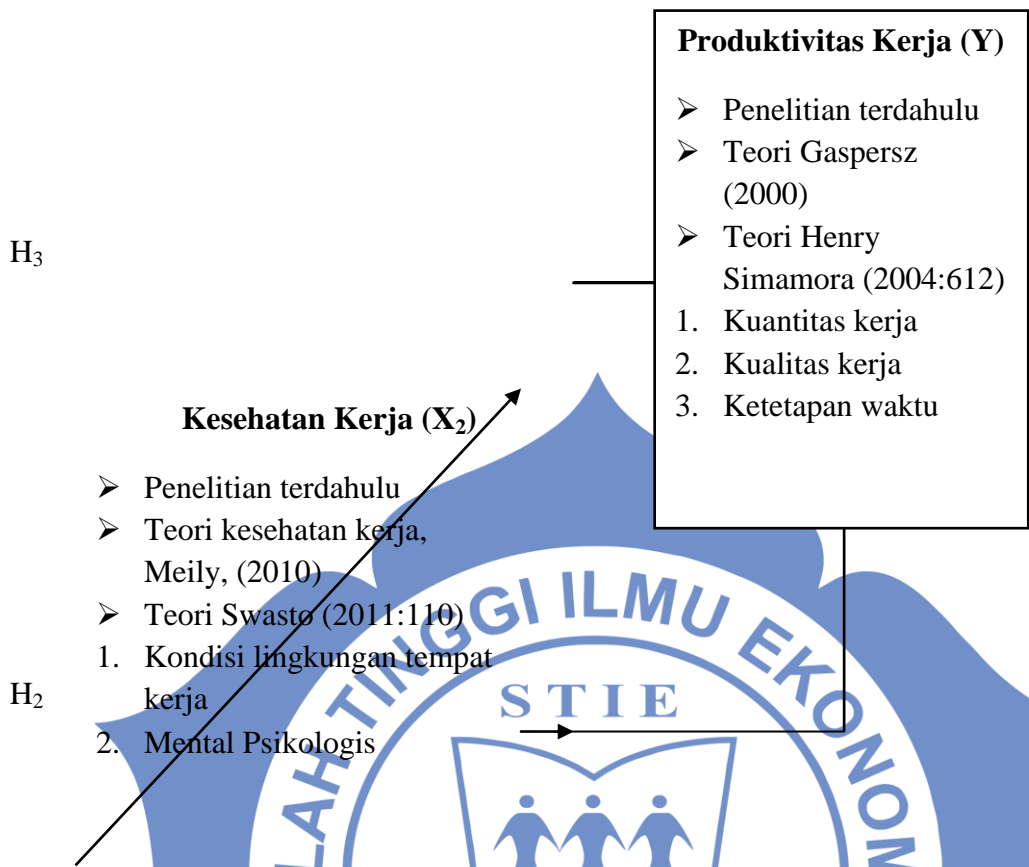 Produktivitas Kerja (Y)
➢ Penelitian terdahulu
➢ Teori Gaspersz
(2000)
➢ Teori Henry
Simamora (2004:612)
1. Kuantitas kerja
2. Kualitas kerja
3. Ketetapan waktu
H₃
Kesehatan Kerja (X₂)
➢ Penelitian terdahulu
➢ Teori kesehatan kerja,
Meily, (2010)
➢ Teori Swasto (2011:110)
1. Kondisi lingkungan tempat
kerja
2. Mental Psikologis
H₂
LAH TINGGI ILMU EKONOM
STIE